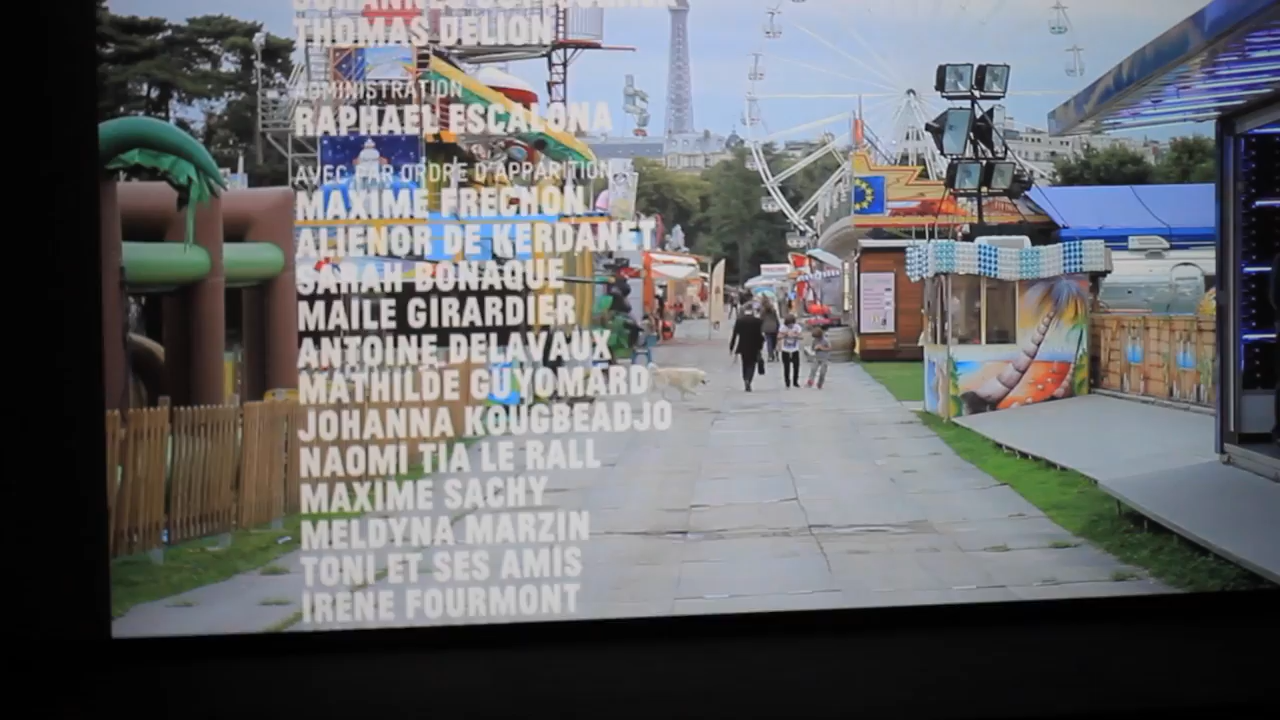 THOMAS DELION
ADMINISTRATION
RAPHAEL ESCALONA
AVEC PAR ORDRE D'APPARITION
MAXIME FRECHON
ALIENOR DE KERDANET
SARAH BONAQUE
MAILE GIRARDIER
ANTOINE DELAVAUX
MATHILDE GUYOMARD
JOHANNA KOUGBEADJO
NAOMI TIA LE RALL
MAXIME SACHY
MELDYNA MARZIN
TONI ET SES AMIS
IRENE FOURMONT